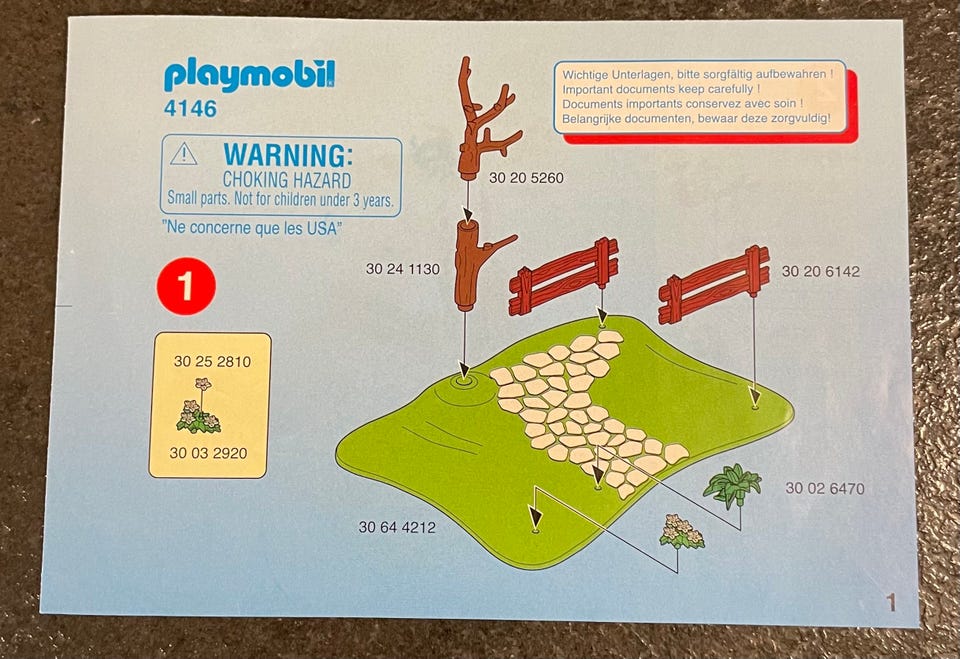 playmobil
4146
WARNING:
CHOKING HAZARD
Small parts. Not for children under 3 years.
"Ne concerne que les USA"
Wichtige Unterlagen, bitte sorgfältig aufbewahren !
Important documents keep carefully !
Documents importants conservez avec soin !
Belangrijke documenten, bewaar deze zorgvuldig!
30 20 5260
30 24 1130
30 20 6142
1
30 25 2810
30 03 2920
30 02 6470
30 64 4212
1